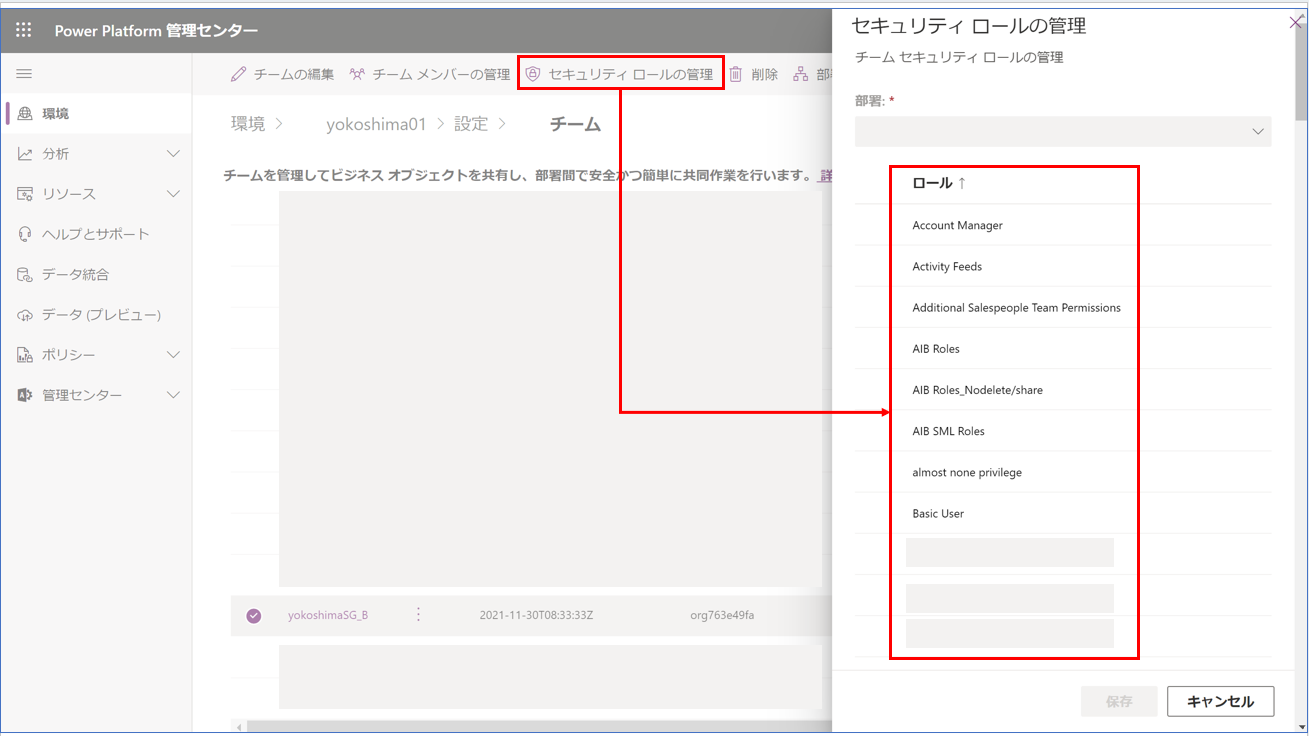 Power Platform 管理センター
環境
分析
リソース
ヘルプとサポート
データ統合
データ (プレビュー)
ポリシー
管理センター
チームの編集 チーム メンバーの管理 セキュリティ ロールの管理 削除
環境 > yokoshima01 > 設定 > チーム
チームを管理してビジネス オブジェクトを共有し、部署間で安全かつ簡単に共同作業を行います。
yokoshimaSG_B 2021-11-30T08:33:33Z org763e49fa
セキュリティ ロールの管理
チーム セキュリティ ロールの管理
部署: *
ロール ↑
Account Manager
Activity Feeds
Additional Salespeople Team Permissions
AIB Roles
AIB Roles_Nodelete/share
AIB SML Roles
almost none privilege
Basic User
保存 キャンセル